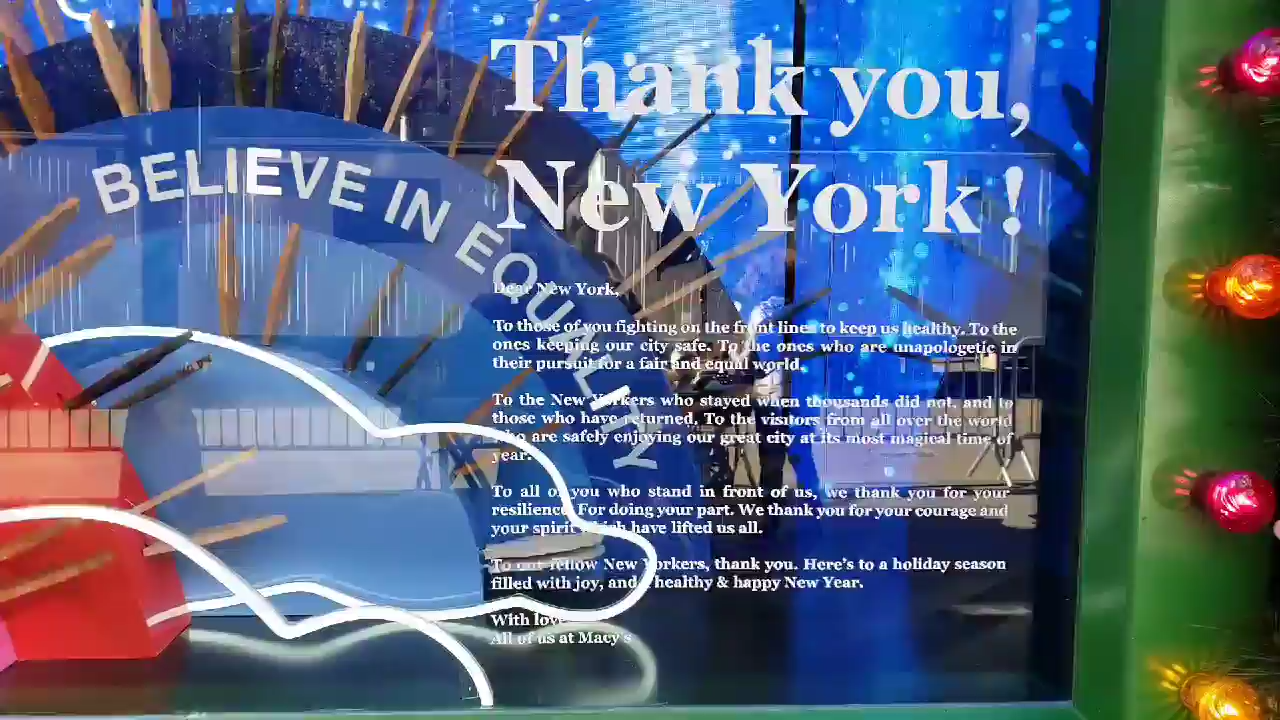 Thank you,
New York!
BELIEVE IN EQUALITY
Dear New York,
To those of you fighting on the front lines to keep us healthy. To the
ones keeping our city safe. To the ones who are unapologetic in
their pursuit for a fair and equal world.
To the New Yorkers who stayed when thousands did not, and to
those who have returned. To the visitors from all over the world
who are safely enjoying our great city at its most magical time of
year.
To all of you who stand in front of us, we thank you for your
resilience. For doing your part. We thank you for your courage and
your spirit which have lifted us all.
To our fellow New Yorkers, thank you. Here's to a holiday season
filled with joy, and a healthy & happy New Year.
With love,
All of us at Macy's